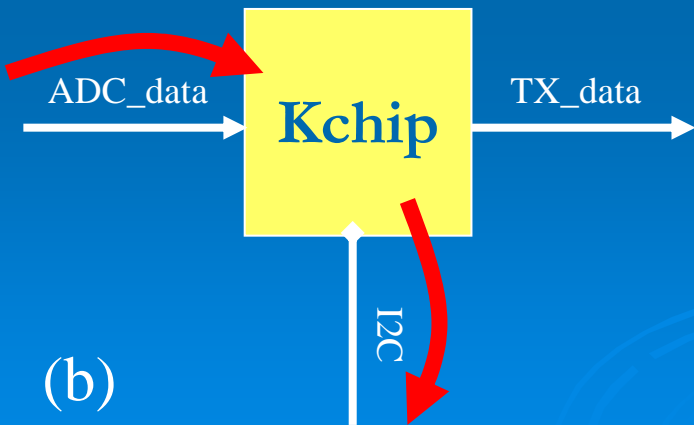 ADC_data
Kchip
TX_data
I2C
(b)